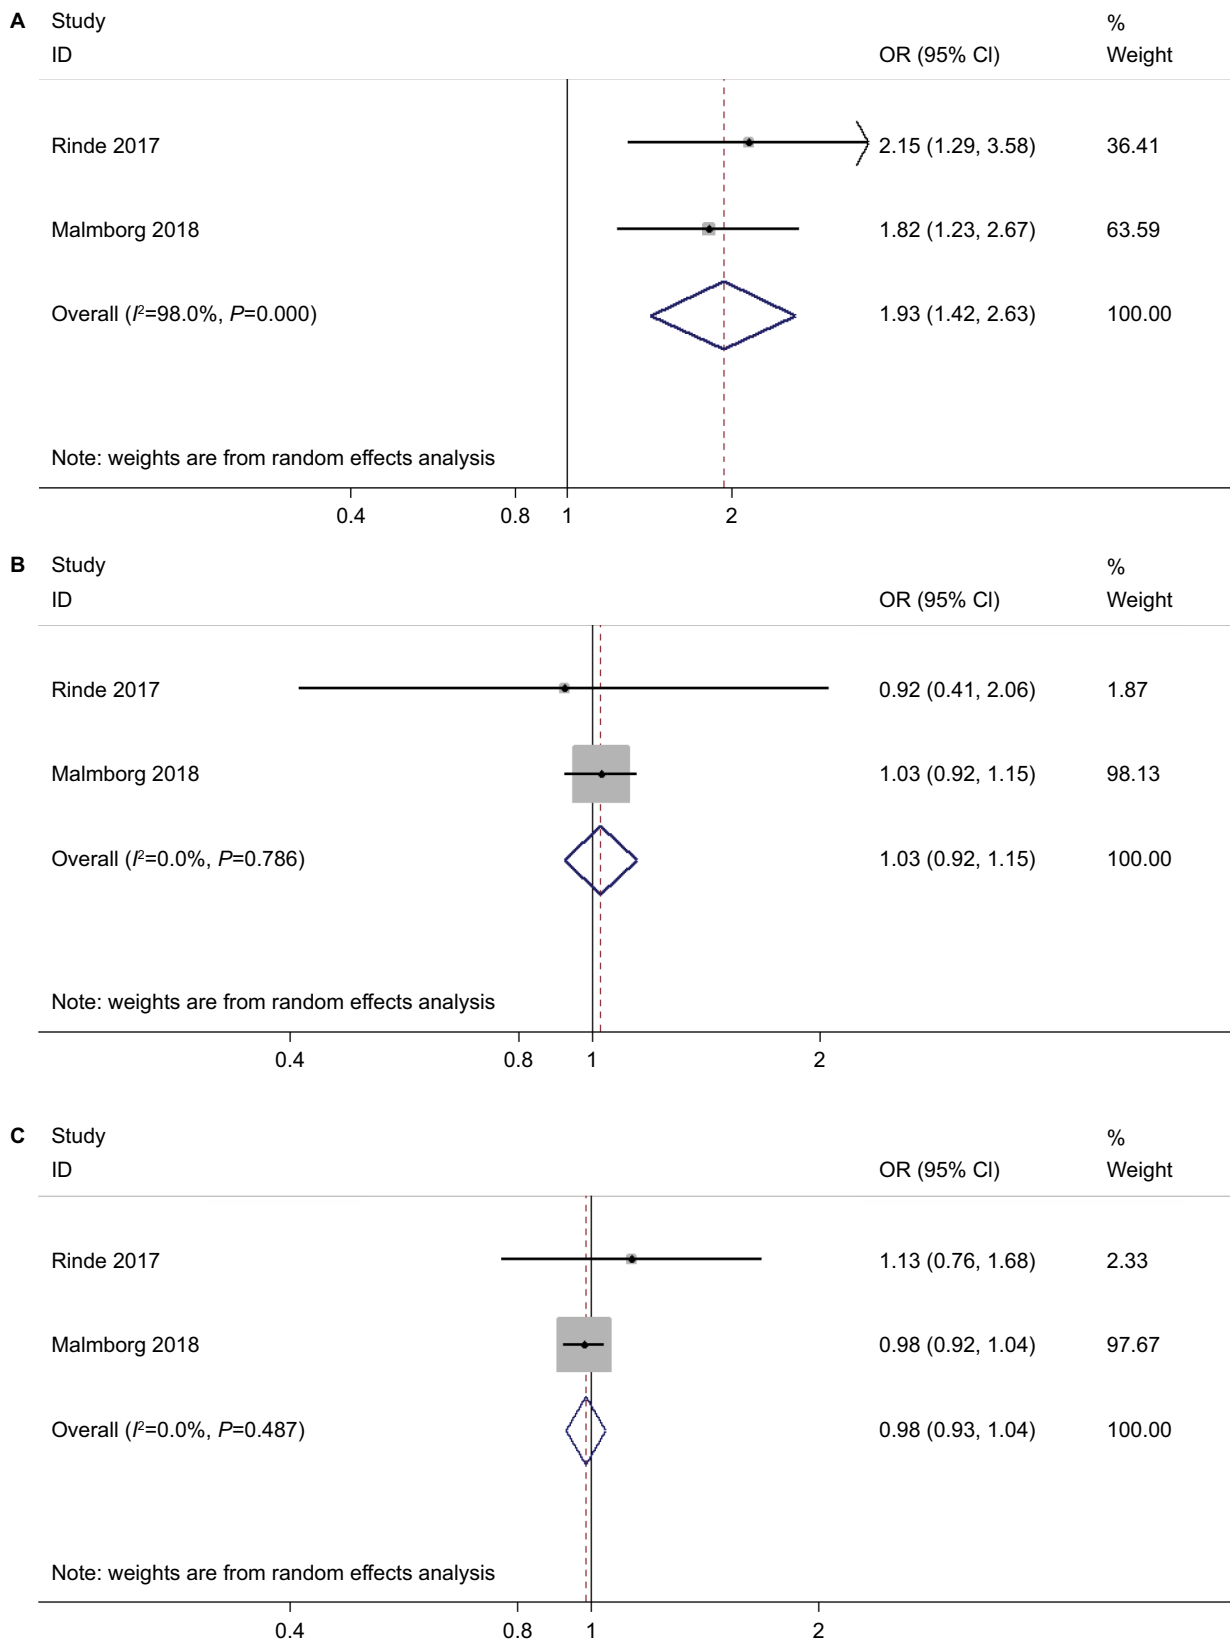 A Study %
ID OR (95% CI) Weight
Rinde 2017 2.15 (1.29, 3.58) 36.41
Malmborg 2018 1.82 (1.23, 2.67) 63.59
Overall (I²=98.0%, P=0.000) 1.93 (1.42, 2.63) 100.00
Note: weights are from random effects analysis
0.4 0.8 1 2
B Study %
ID OR (95% CI) Weight
Rinde 2017 0.92 (0.41, 2.06) 1.87
Malmborg 2018 1.03 (0.92, 1.15) 98.13
Overall (I²=0.0%, P=0.786) 1.03 (0.92, 1.15) 100.00
Note: weights are from random effects analysis
0.4 0.8 1 2
C Study %
ID OR (95% CI) Weight
Rinde 2017 1.13 (0.76, 1.68) 2.33
Malmborg 2018 0.98 (0.92, 1.04) 97.67
Overall (I²=0.0%, P=0.487) 0.98 (0.93, 1.04) 100.00
Note: weights are from random effects analysis
0.4 0.8 1 2